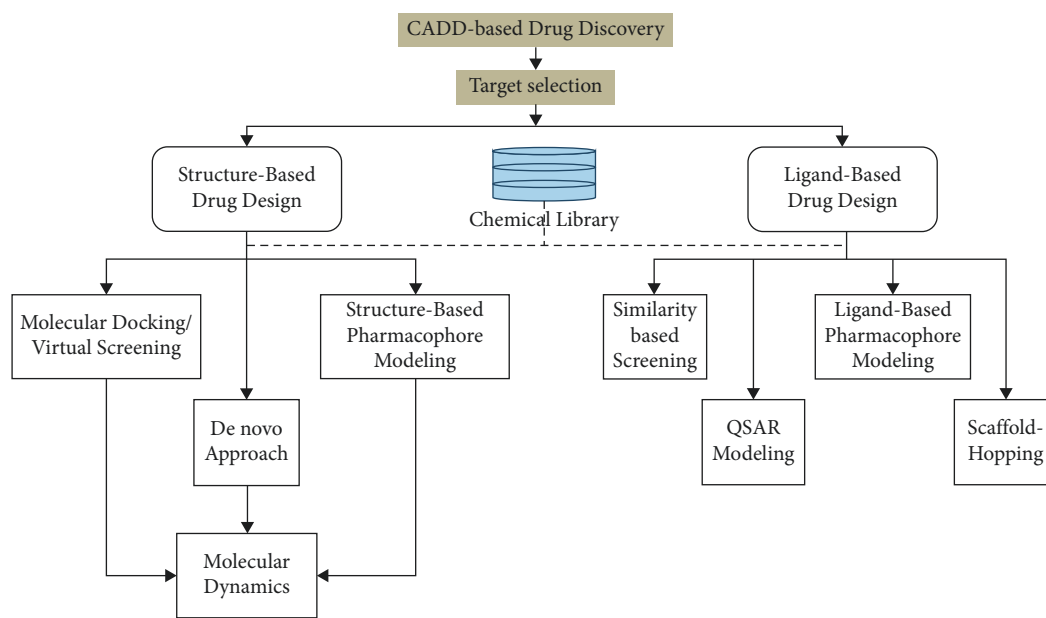 CADD-based Drug Discovery
Target selection
Structure-Based
Drug Design
Chemical Library
Ligand-Based
Drug Design
Molecular Docking/
Virtual Screening
Structure-Based
Pharmacophore
Modeling
Similarity
based
Screening
Ligand-Based
Pharmacophore
Modeling
De novo
Approach
QSAR
Modeling
Scaffold-
Hopping
Molecular
Dynamics